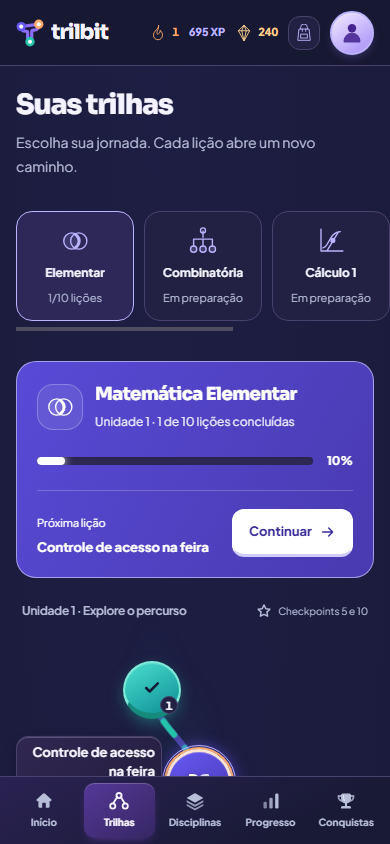 trilbit 1 695 XP 240
Suas trilhas
Escolha sua jornada. Cada lição abre um novo
caminho.
Elementar Combinatória Cálculo 1
1/10 lições Em preparação Em preparação
Matemática Elementar
Unidade 1 · 1 de 10 lições concluídas
10%
Próxima lição
Controle de acesso na feira
Continuar →
Unidade 1 · Explore o percurso Checkpoints 5 e 10
1
Controle de acesso
na feira
Início Trilhas Disciplinas Progresso Conquistas